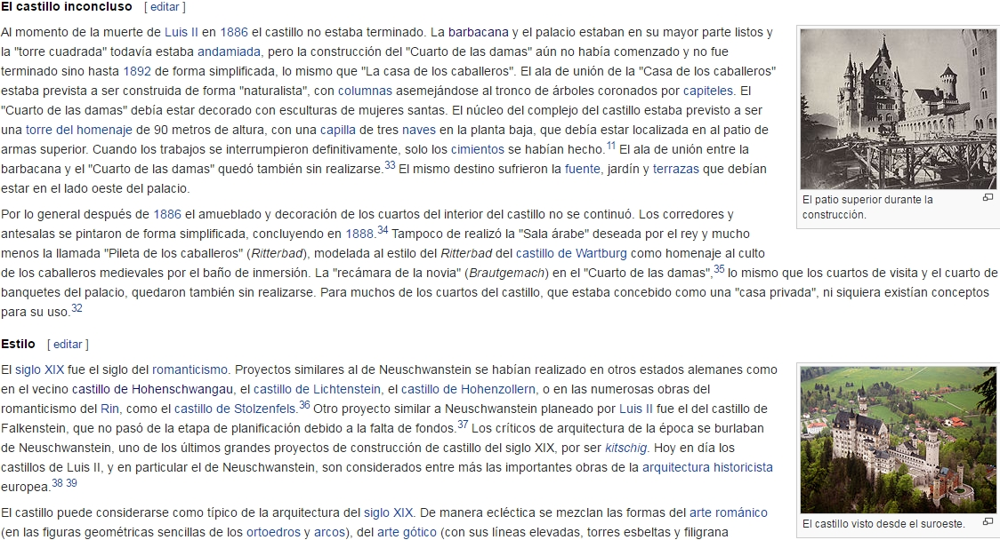 El castillo inconcluso [ editar ]
Al momento de la muerte de Luis II en 1886 el castillo no estaba terminado. La barbacana y el palacio estaban en su mayor parte listos y
la "torre cuadrada" todavía estaba andamiada, pero la construcción del "Cuarto de las damas" aún no había comenzado y no fue
terminado sino hasta 1892 de forma simplificada, lo mismo que "La casa de los caballeros". El ala de unión de la "Casa de los caballeros"
estaba prevista a ser construida de forma "naturalista", con columnas asemejándose al tronco de árboles coronados por capiteles. El
"Cuarto de las damas" debía estar decorado con esculturas de mujeres santas. El núcleo del complejo del castillo estaba previsto a ser
una torre del homenaje de 90 metros de altura, con una capilla de tres naves en la planta baja, que debía estar localizada en al patio de
armas superior. Cuando los trabajos se interrumpieron definitivamente, solo los cimientos se habían hecho.11 El ala de unión entre la
barbacana y el "Cuarto de las damas" quedó también sin realizarse.33 El mismo destino sufrieron la fuente, jardín y terrazas que debían
estar en el lado oeste del palacio.
El patio superior durante la
construcción.
Por lo general después de 1886 el amueblado y decoración de los cuartos del interior del castillo no se continuó. Los corredores y
antesalas se pintaron de forma simplificada, concluyendo en 1888.34 Tampoco de realizó la "Sala árabe" deseada por el rey y mucho
menos la llamada "Pileta de los caballeros" (Ritterbad), modelada al estilo del Ritterbad del castillo de Wartburg como homenaje al culto
de los caballeros medievales por el baño de inmersión. La "recámara de la novia" (Brautgemach) en el "Cuarto de las damas",35 lo mismo que los cuartos de visita y el cuarto de
banquetes del palacio, quedaron también sin realizarse. Para muchos de los cuartos del castillo, que estaba concebido como una "casa privada", ni siquiera existían conceptos
para su uso.32
Estilo [ editar ]
El siglo XIX fue el siglo del romanticismo. Proyectos similares al de Neuschwanstein se habían realizado en otros estados alemanes como
en el vecino castillo de Hohenschwangau, el castillo de Lichtenstein, el castillo de Hohenzollern, o en las numerosas obras del
romanticismo del Rin, como el castillo de Stolzenfels.36 Otro proyecto similar a Neuschwanstein planeado por Luis II fue el del castillo de
Falkenstein, que no pasó de la etapa de planificación debido a la falta de fondos.37 Los críticos de arquitectura de la época se burlaban
de Neuschwanstein, uno de los últimos grandes proyectos de construcción de castillo del siglo XIX, por ser kitschig. Hoy en día los
castillos de Luis II, y en particular el de Neuschwanstein, son considerados entre más las importantes obras de la arquitectura historicista
europea.38 39
El castillo visto desde el suroeste.
El castillo puede considerarse como típico de la arquitectura del siglo XIX. De manera ecléctica se mezclan las formas del arte románico
(en las figuras geométricas sencillas de los ortoedros y arcos), del arte gótico (con sus líneas elevadas, torres esbeltas y filigrana